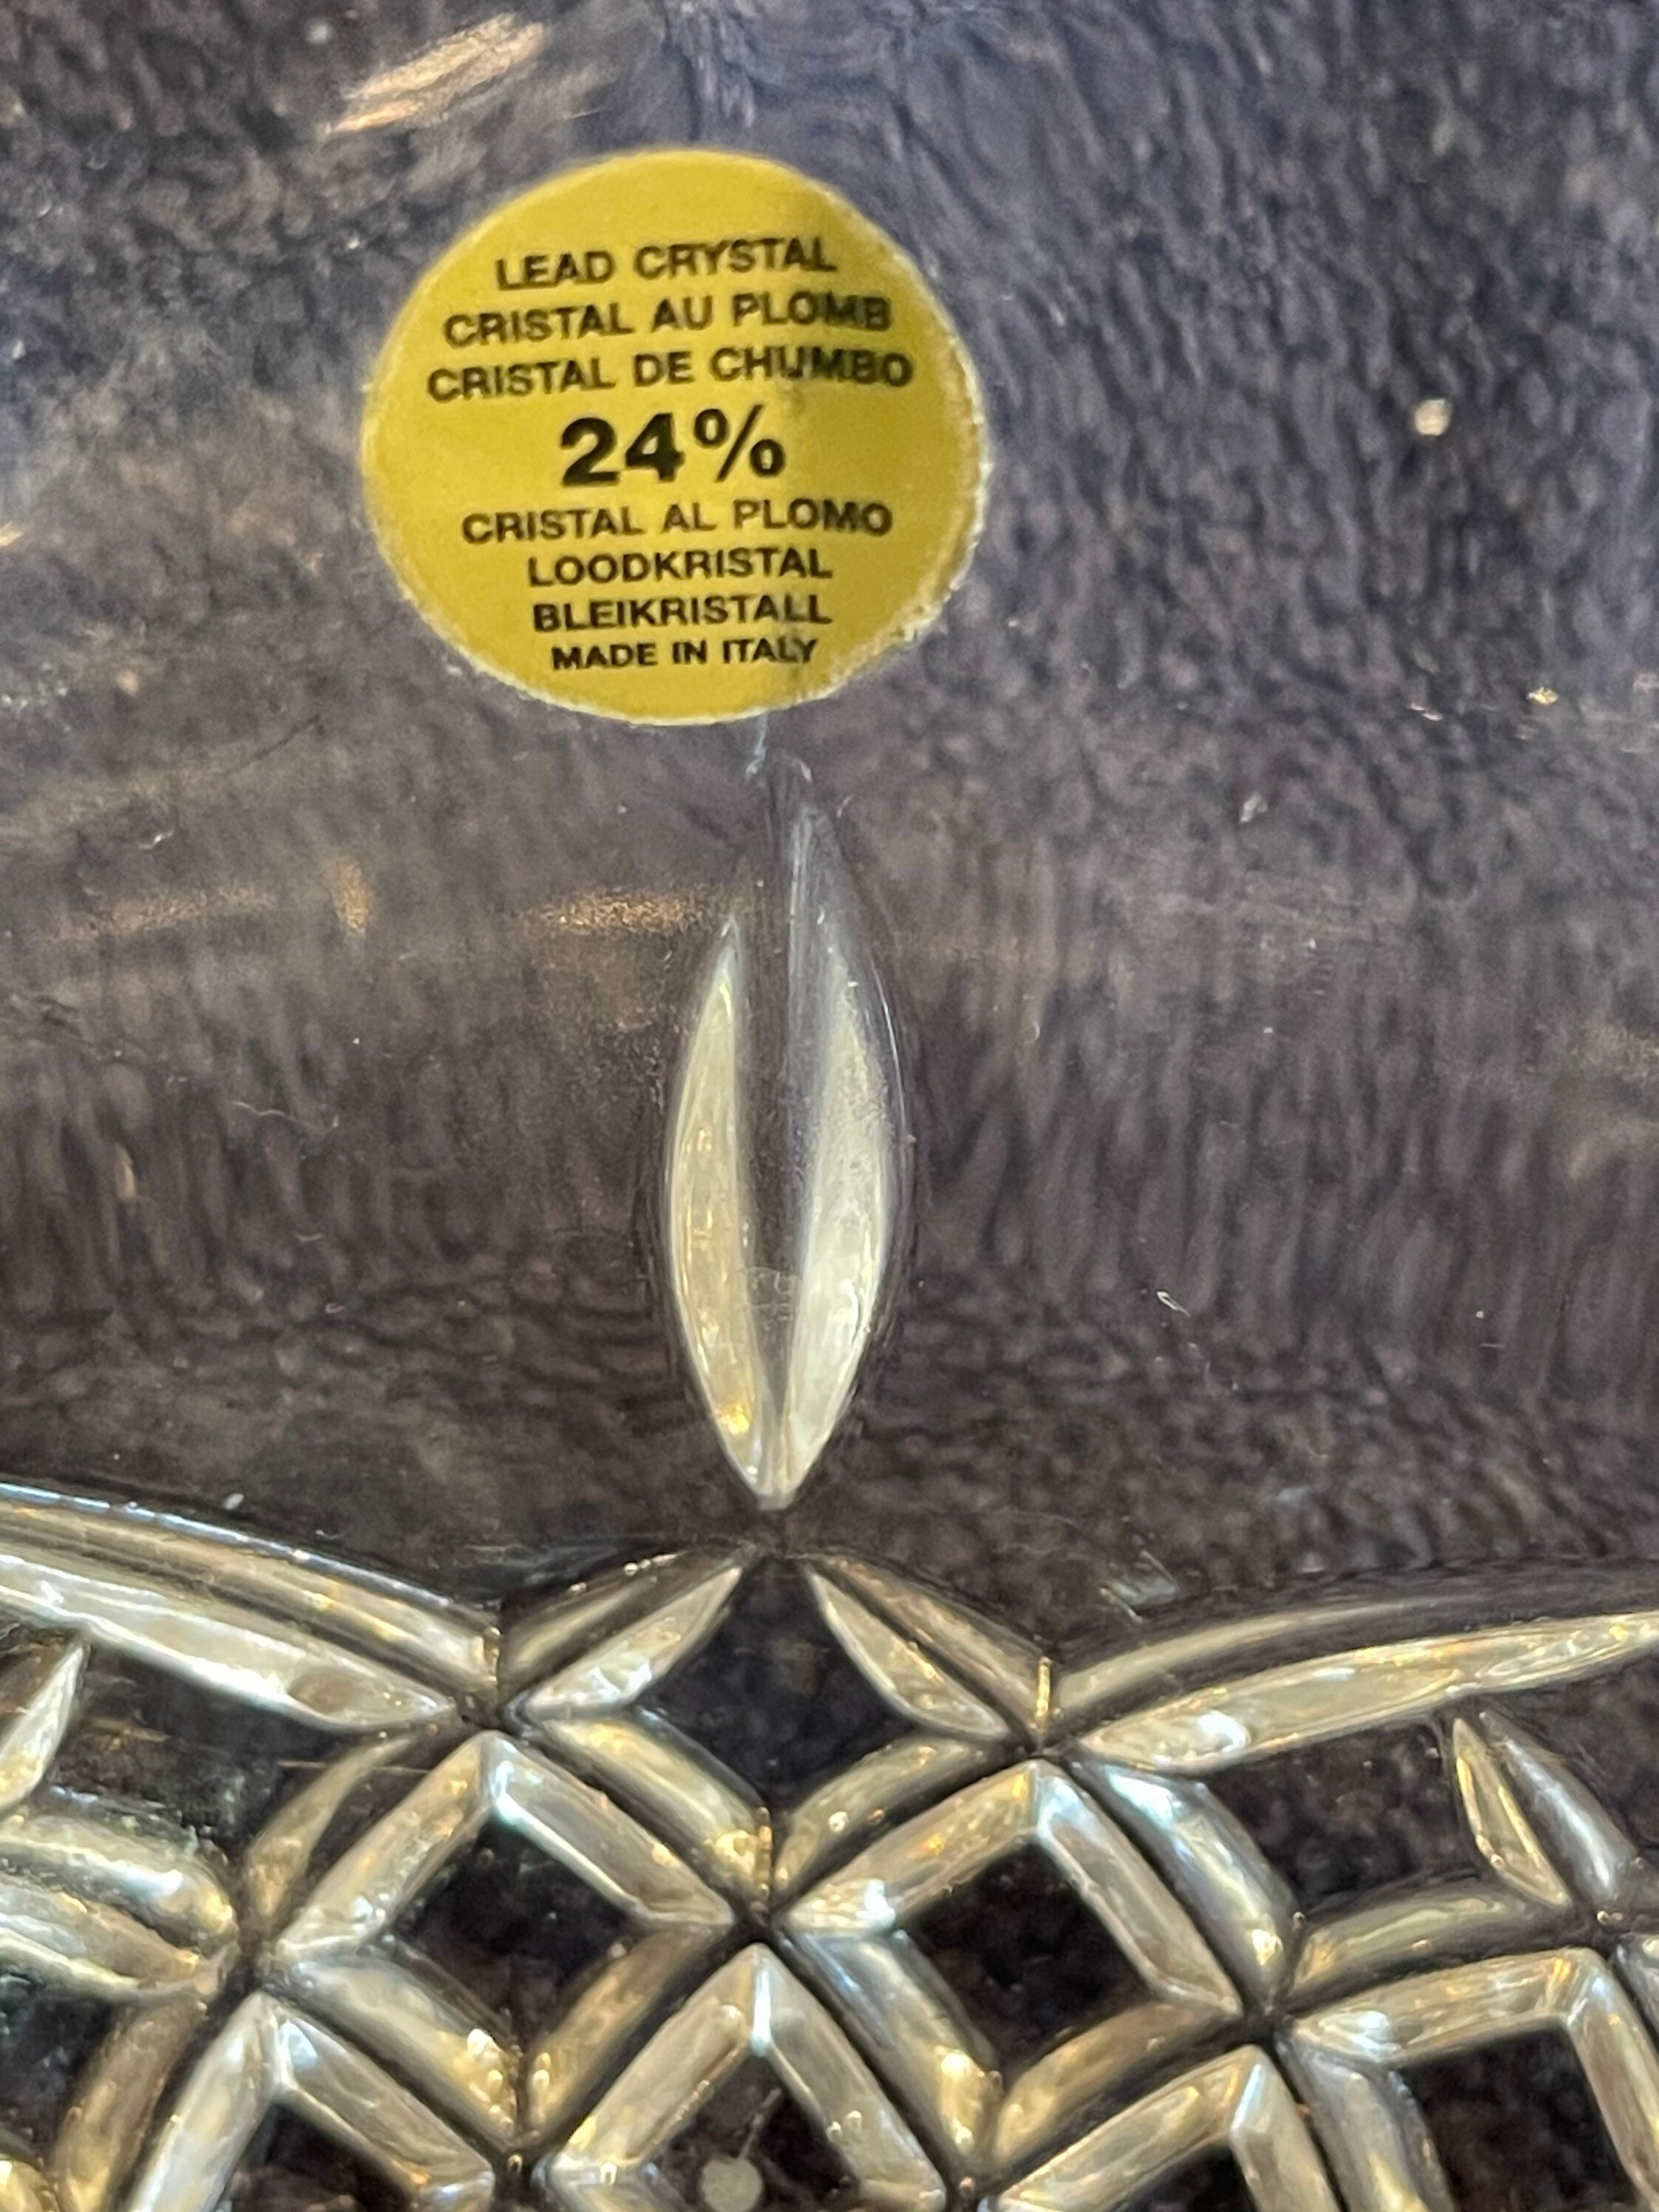 LEAD CRYSTAL
CRISTAL AU PLOMB
CRISTAL DE CHUMBO
24%
CRISTAL AL PLOMO
LOODKRISTAL
BLEIKRISTALL
MADE IN ITALY